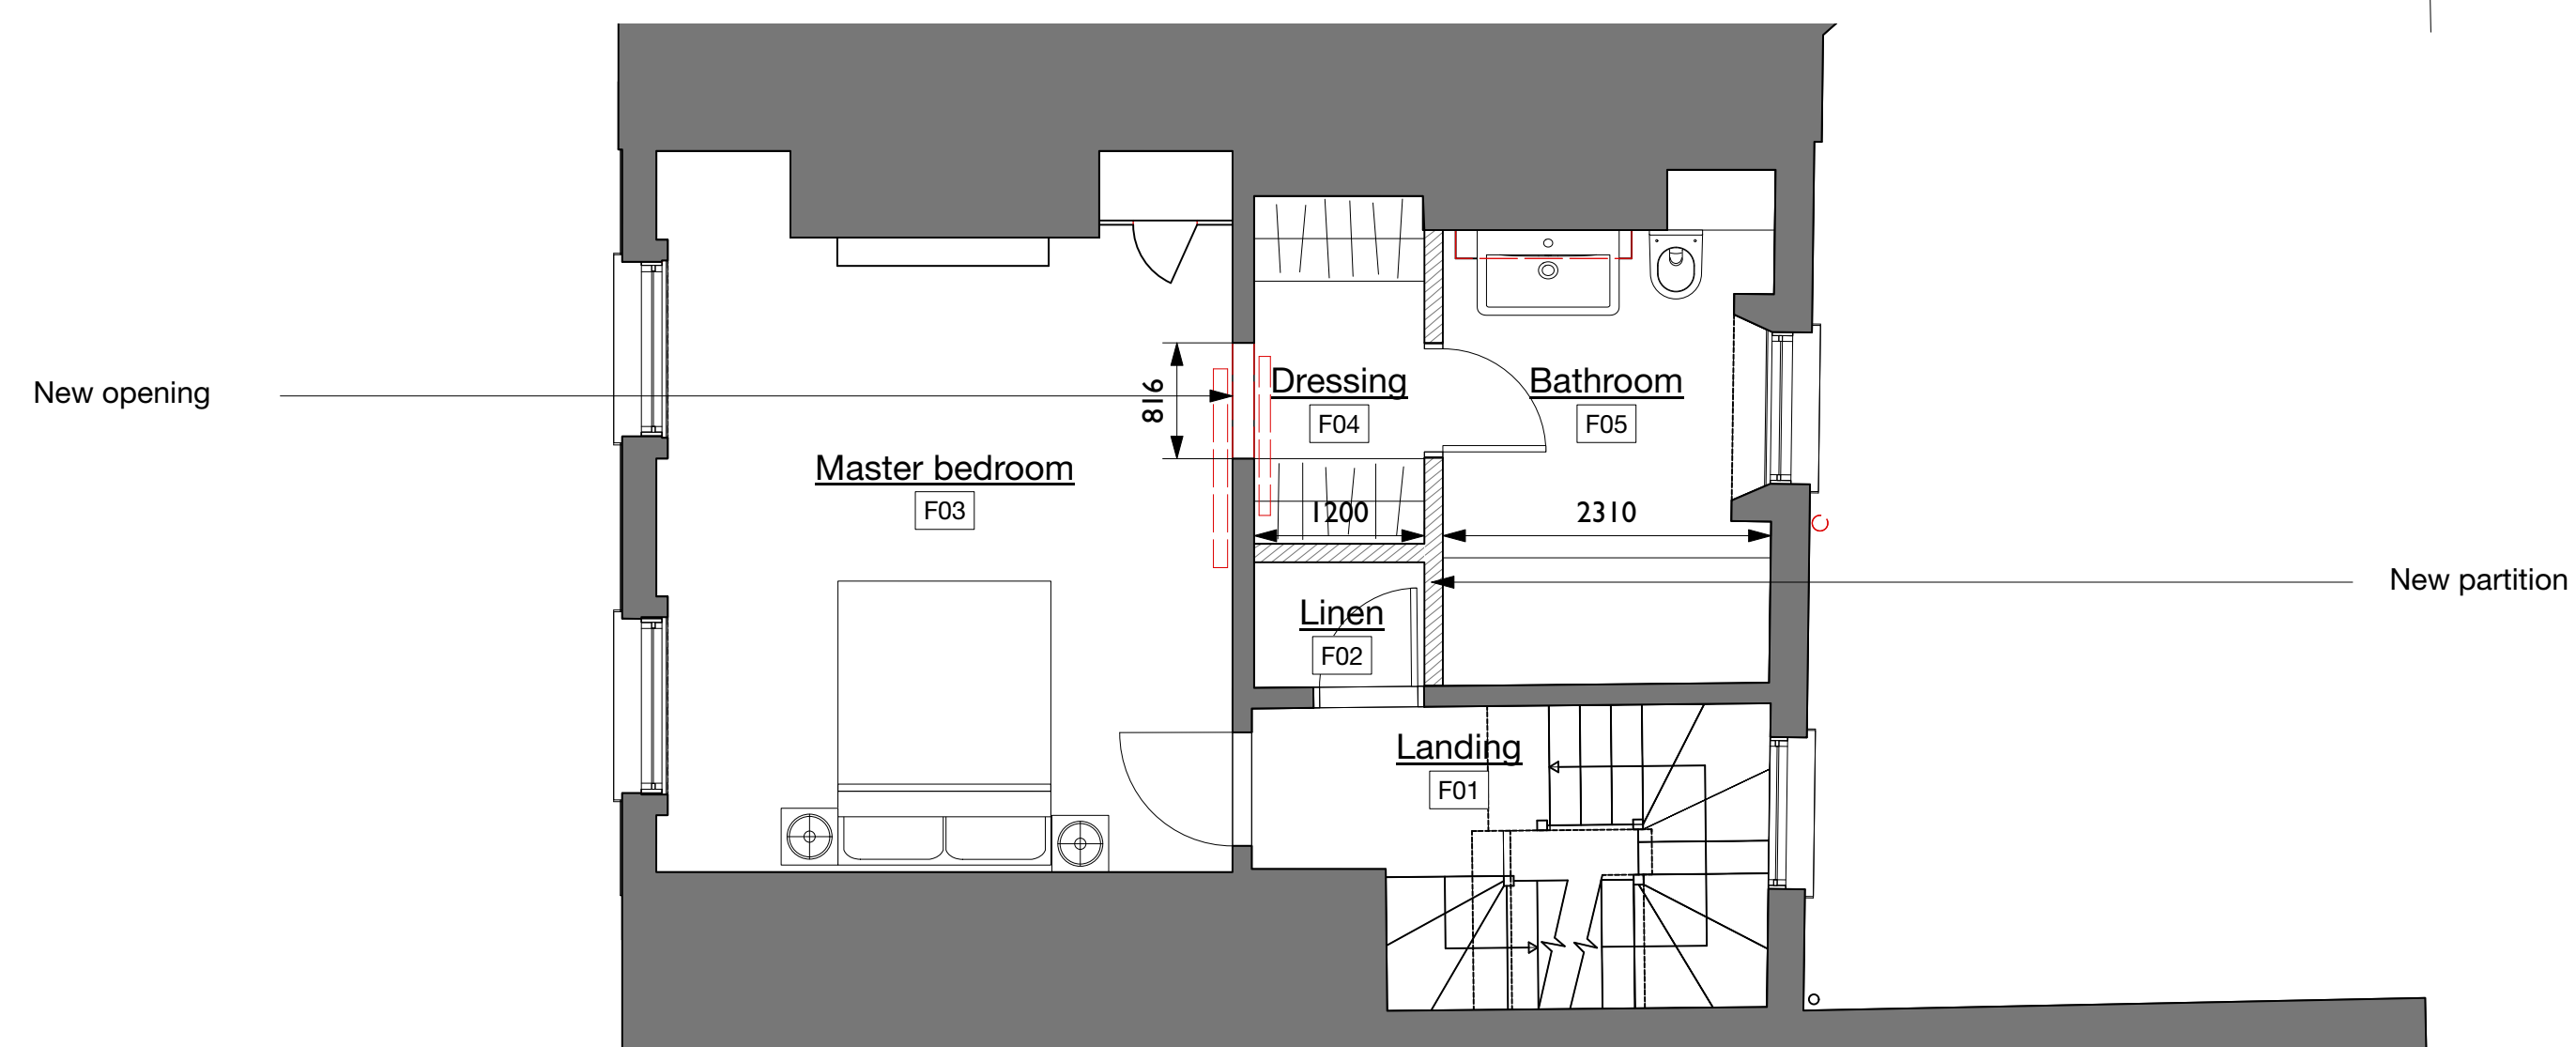 New opening
816
Dressing
F04
Bathroom
F05
Master bedroom
F03
1200
2310
New partition
Linen
F02
Landing
F01